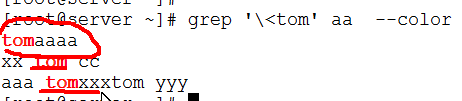 [root@server ~]# grep '\<tom' aa  --color
tomaaaa
xx tom cc
aaa tomxxxtom yyy
[root@server ~]#